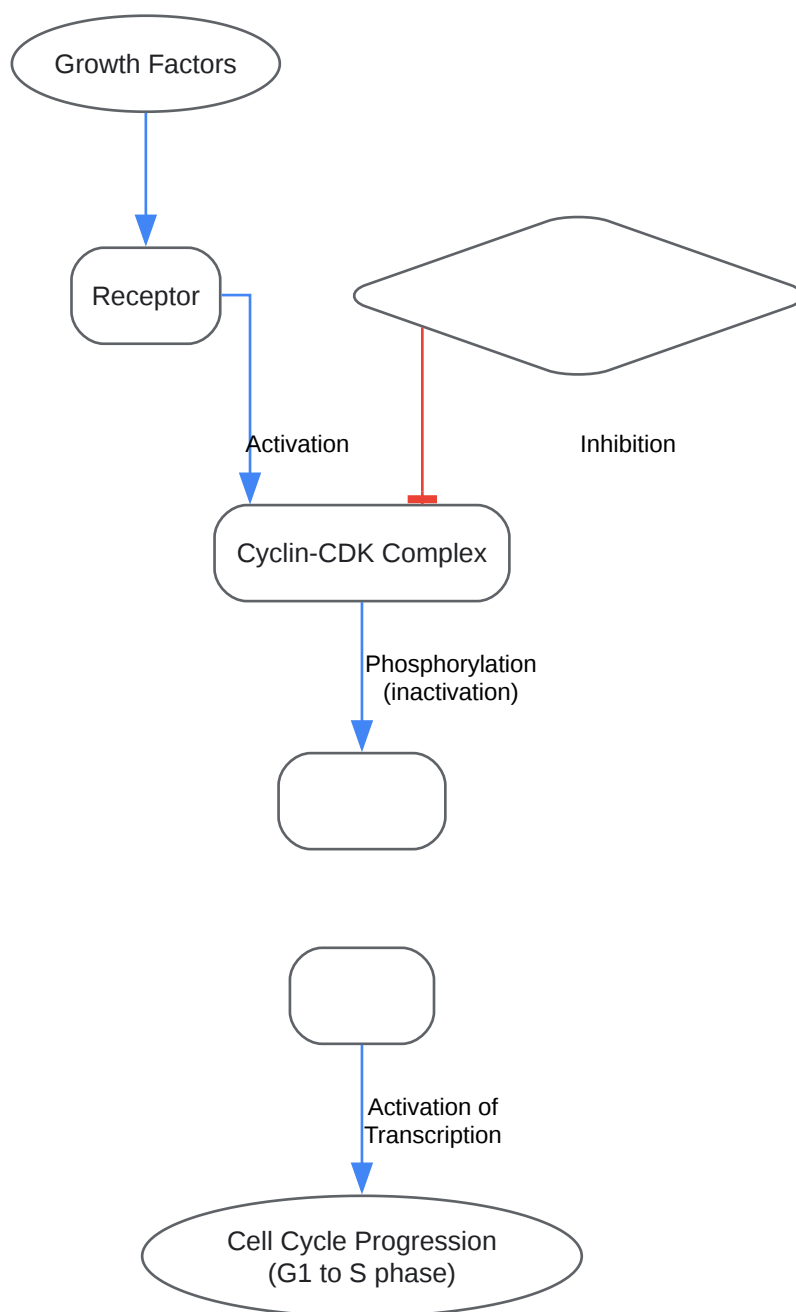 Growth Factors
Receptor
Activation
Inhibition
Cyclin-CDK Complex
Phosphorylation
(inactivation)
Activation of
Transcription
Cell Cycle Progression
(G1 to S phase)